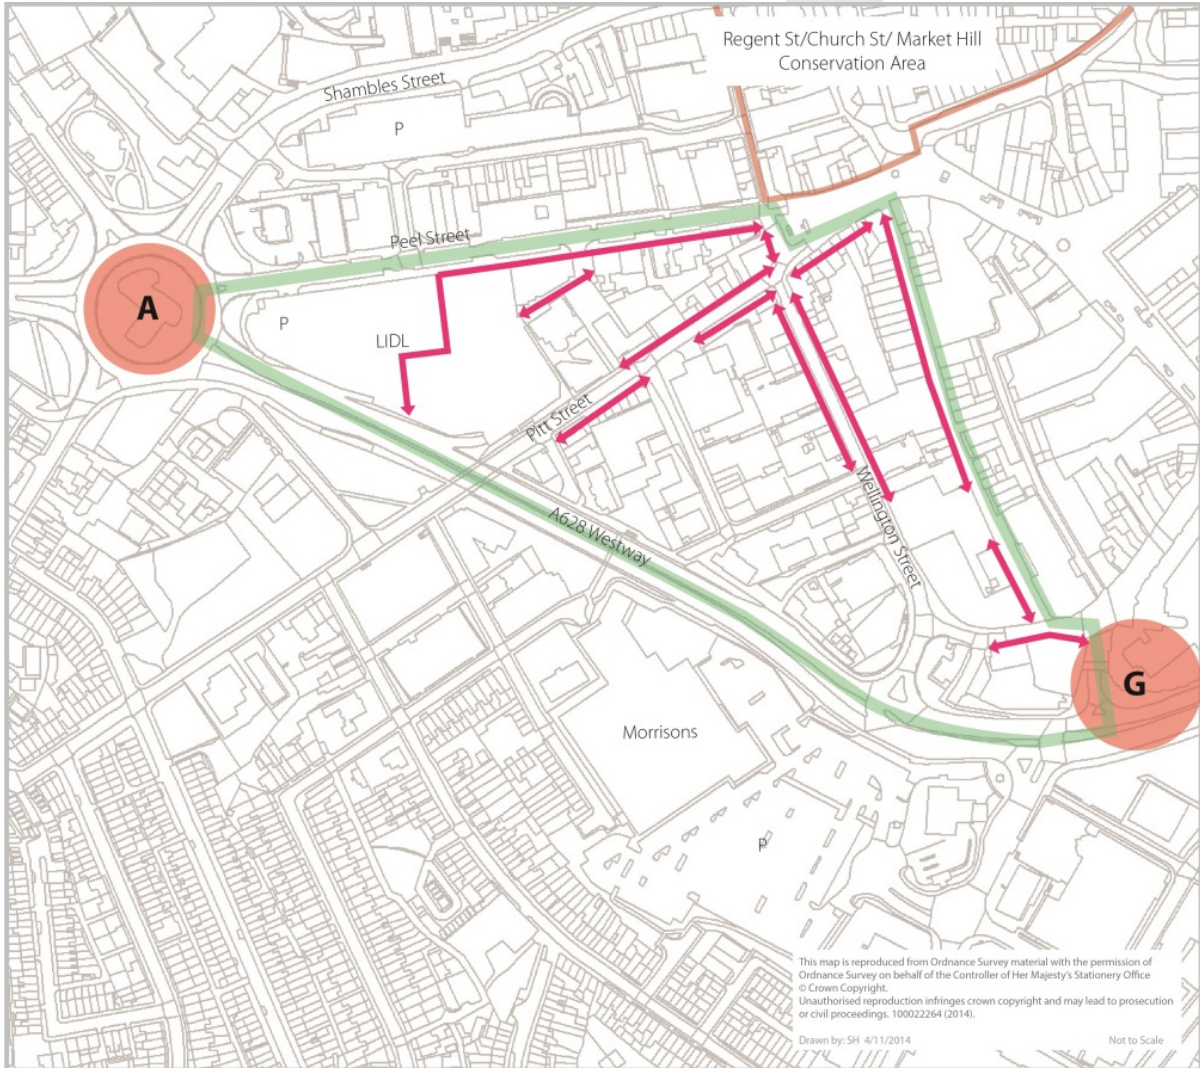 Regent St/Church St/ Market Hill
Conservation Area
Shambles Street
P
Peel Street
A
P
LIDL
Pitt Street
A628 Westway
Wellington Street
G
Morrisons
P
This map is reproduced from Ordnance Survey material with the permission of
Ordnance Survey on behalf of the Controller of Her Majesty's Stationery Office
© Crown Copyright.
Unauthorised reproduction infringes crown copyright and may lead to prosecution
or civil proceedings. 100022264 (2014).
Drawn by: SH 4/11/2014
Not to Scale